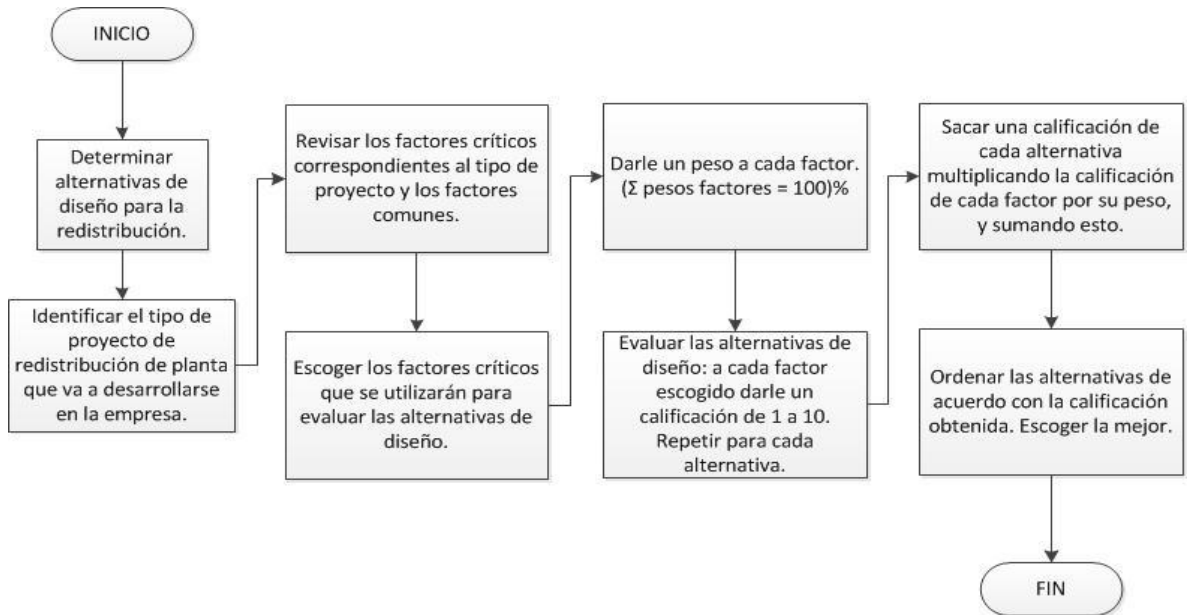 INICIO
Determinar
alternativas de
diseño para la
redistribución.
Identificar el tipo de
proyecto de
redistribución de planta
que va a desarrollarse
en la empresa.
Revisar los factores críticos
correspondientes al tipo de
proyecto y los factores
comunes.
Escoger los factores críticos
que se utilizarán para
evaluar las alternativas de
diseño.
Darle un peso a cada factor.
(Σ pesos factores = 100)%
Evaluar las alternativas de
diseño: a cada factor
escogido darle un
calificación de 1 a 10.
Repetir para cada
alternativa.
Sacar una calificación de
cada alternativa
multiplicando la calificación
de cada factor por su peso,
y sumando esto.
Ordenar las alternativas de
acuerdo con la calificación
obtenida. Escoger la mejor.
FIN